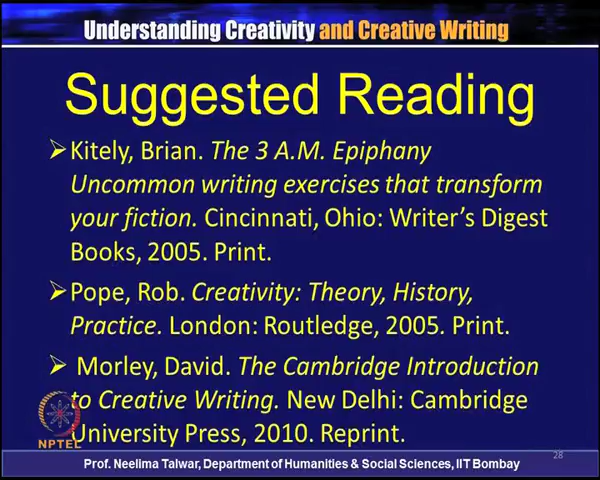 Understanding Creativity and Creative Writing
Suggested Reading
➢Kitely, Brian. The 3 A.M. Epiphany
Uncommon writing exercises that transform
your fiction. Cincinnati, Ohio: Writer's Digest
Books, 2005. Print.
➢Pope, Rob. Creativity: Theory, History,
Practice. London: Routledge, 2005. Print.
➢ Morley, David. The Cambridge Introduction
to Creative Writing. New Delhi: Cambridge
University Press, 2010. Reprint.
NPTEL
28
Prof. Neelima Talwar, Department of Humanities & Social Sciences, IIT Bombay